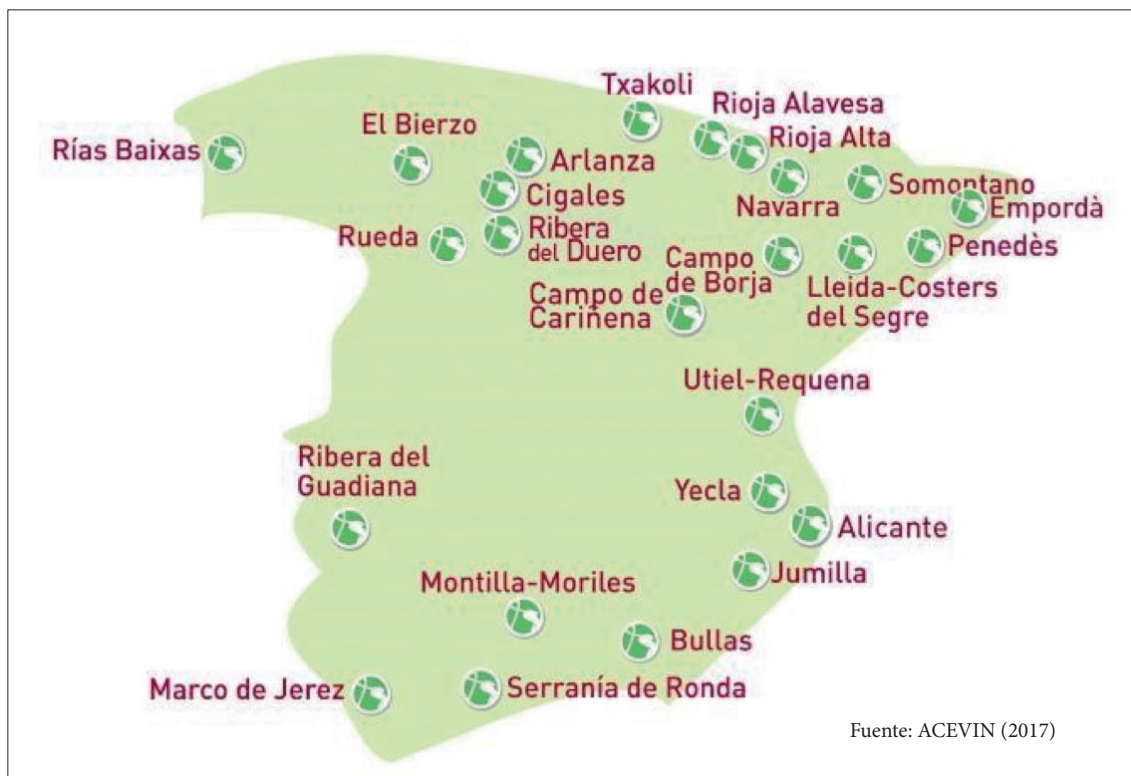 Txakoli
Rioja Alavesa
El Bierzo
Rioja Alta
Rías Baixas
Arlanza
Somontano
Cigales
Navarra
Empordà
Rueda
Ribera
del Duero
Penedès
Campo
de Borja
Lleida-Costers
del Segre
Campo de
Cariñena
Utiel-Requena
Ribera del
Guadiana
Yecla
Alicante
Jumilla
Montilla-Moriles
Bullas
Marco de Jerez
Serranía de Ronda
Fuente: ACEVIN (2017)